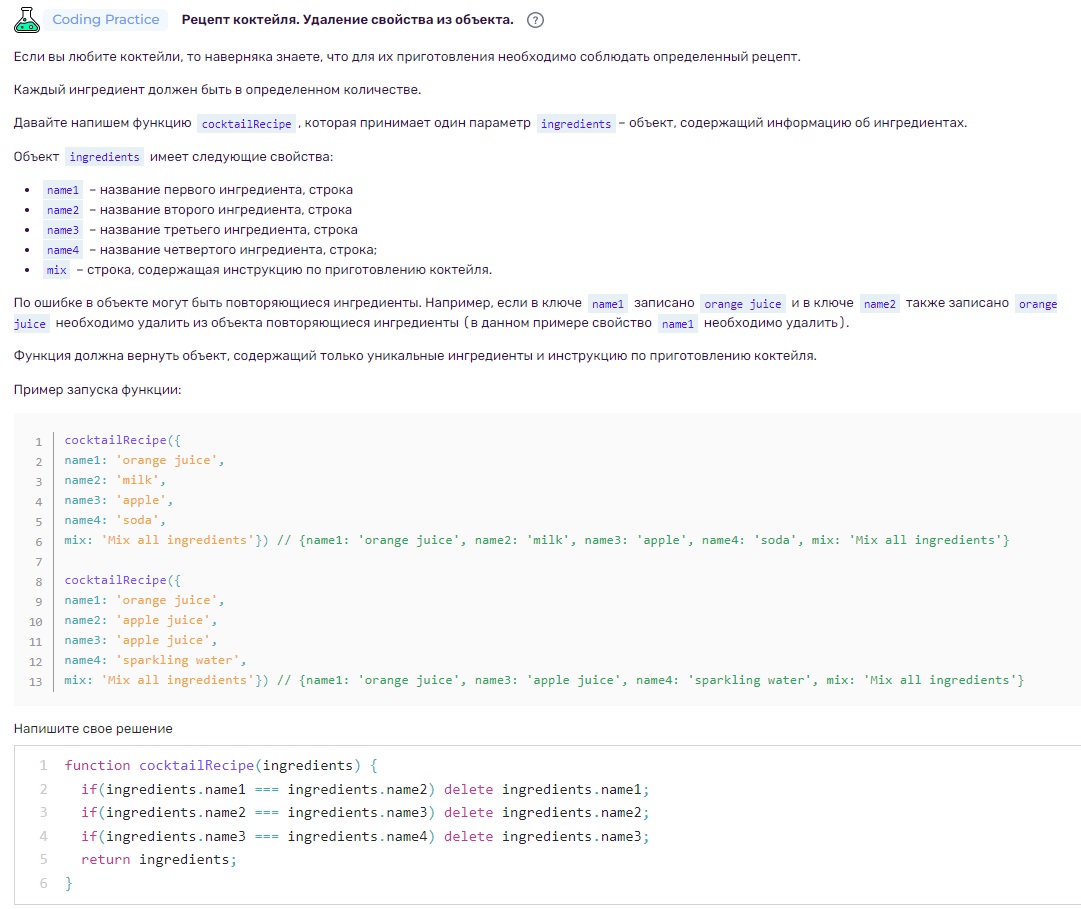 Coding Practice Рецепт коктейля. Удаление свойства из объекта. ?
Если вы любите коктейли, то наверняка знаете, что для их приготовления необходимо соблюдать определенный рецепт.
Каждый ингредиент должен быть в определенном количестве.
Давайте напишем функцию cocktailRecipe, которая принимает один параметр ingredients – объект, содержащий информацию об ингредиентах.
Объект ingredients имеет следующие свойства:
• name1 – название первого ингредиента, строка
• name2 – название второго ингредиента, строка
• name3 – название третьего ингредиента, строка
• name4 – название четвертого ингредиента, строка;
• mix – строка, содержащая инструкцию по приготовлению коктейля.
По ошибке в объекте могут быть повторяющиеся ингредиенты. Например, если в ключе name1 записано orange juice и в ключе name2 также записано orange
juice необходимо удалить из объекта повторяющиеся ингредиенты (в данном примере свойство name1 необходимо удалить).
Функция должна вернуть объект, содержащий только уникальные ингредиенты и инструкцию по приготовлению коктейля.
Пример запуска функции:
1 cocktailRecipe({
2 name1: 'orange juice',
3 name2: 'milk',
4 name3: 'apple',
5 name4: 'soda',
6 mix: 'Mix all ingredients'}) // {name1: 'orange juice', name2: 'milk', name3: 'apple', name4: 'soda', mix: 'Mix all ingredients'}
7
8 cocktailRecipe({
9 name1: 'orange juice',
10 name2: 'apple juice',
11 name3: 'apple juice',
12 name4: 'sparkling water',
13 mix: 'Mix all ingredients'}) // {name1: 'orange juice', name3: 'apple juice', name4: 'sparkling water', mix: 'Mix all ingredients'}
Напишите свое решение
1 function cocktailRecipe(ingredients) {
2 if(ingredients.name1 === ingredients.name2) delete ingredients.name1;
3 if(ingredients.name2 === ingredients.name3) delete ingredients.name2;
4 if(ingredients.name3 === ingredients.name4) delete ingredients.name3;
5 return ingredients;
6 }